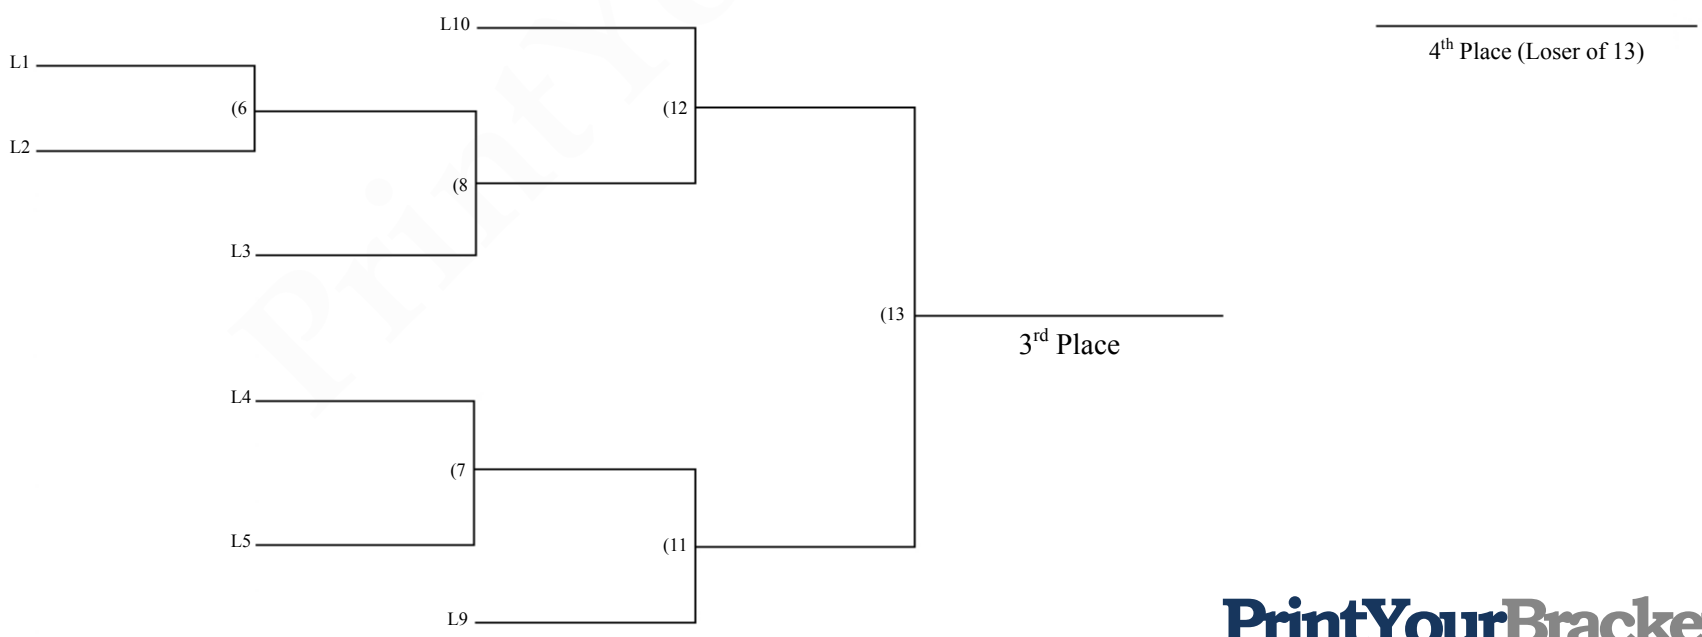 L10
4th Place (Loser of 13)
L1
(6
(12
L2
(8
L3
(13
3rd Place
L4
(7
L5
(11
L9
PrintYourBracke
PrintY